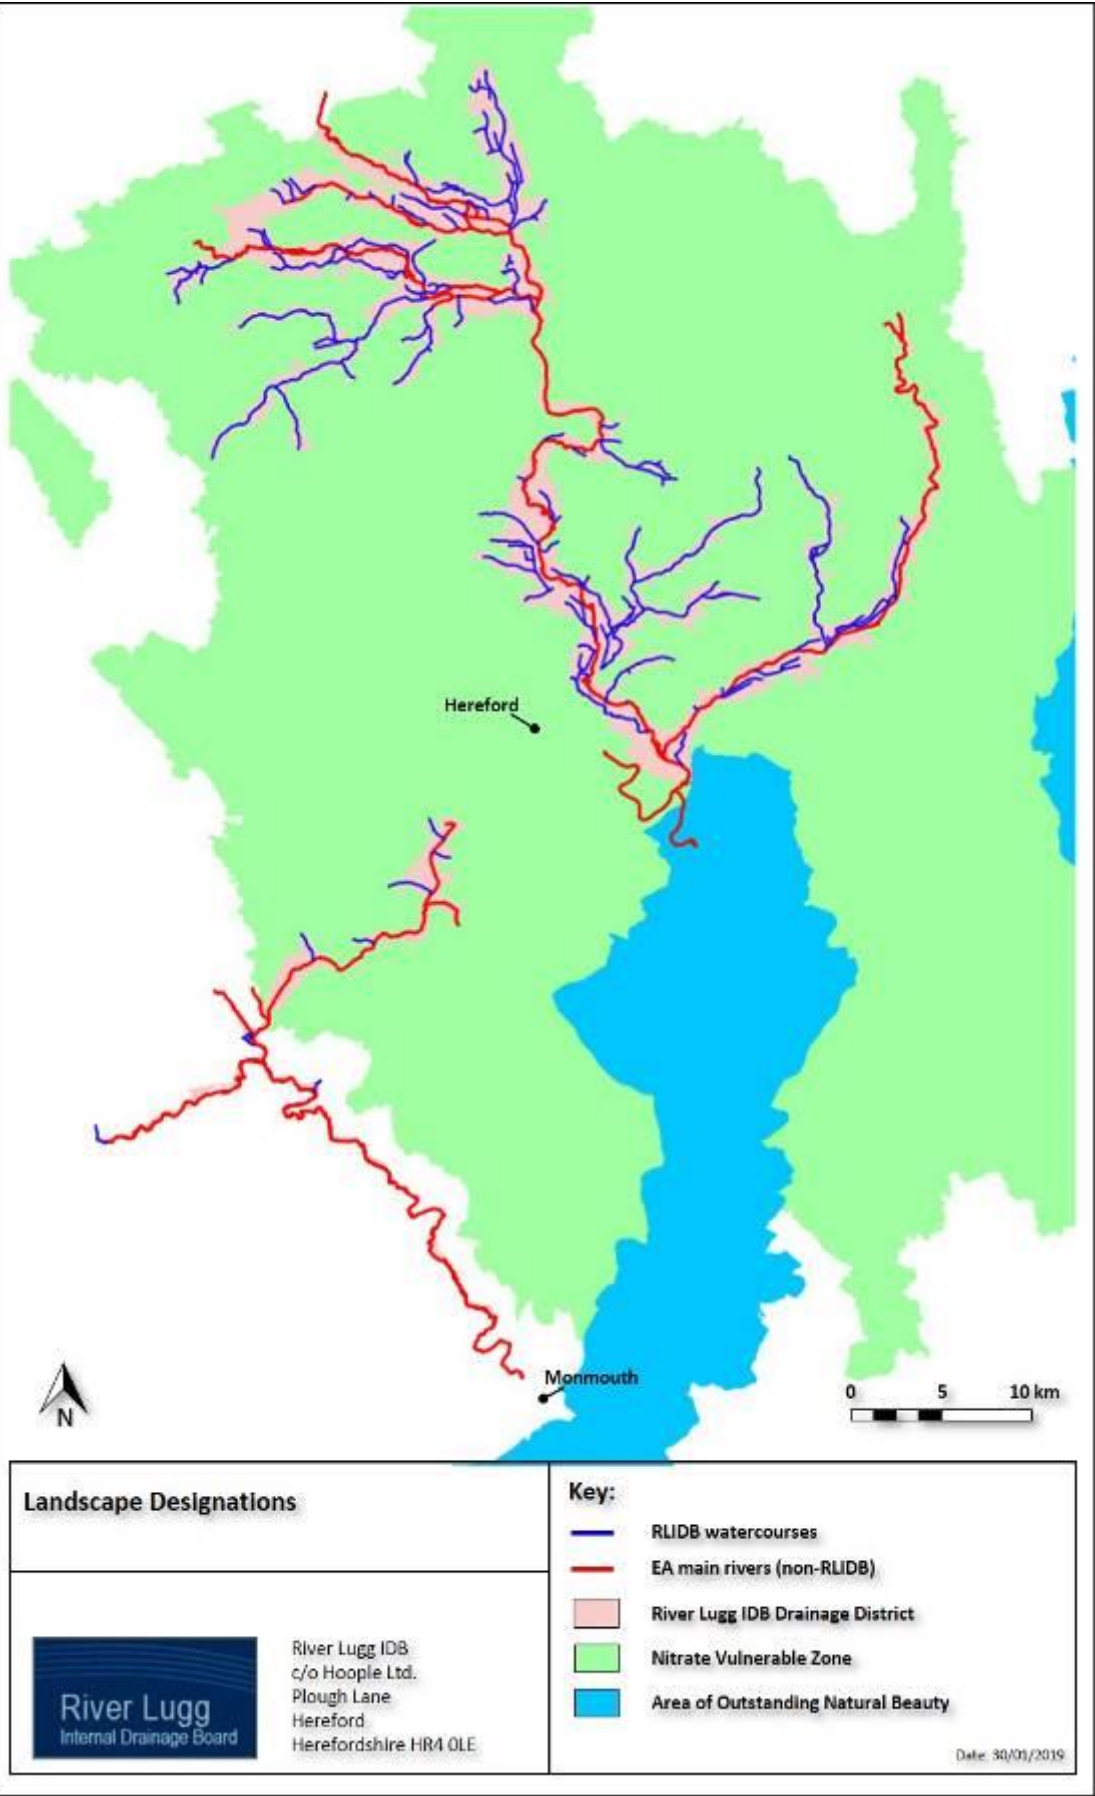 Hereford
Monmouth
N
0 5 10 km
Landscape Designations
River Lugg
Internal Drainage Board
River Lugg IDB
c/o Hoople Ltd.
Plough Lane
Hereford
Herefordshire HR4 0LE
Key:
RLIDB watercourses
EA main rivers (non-RLIDB)
River Lugg IDB Drainage District
Nitrate Vulnerable Zone
Area of Outstanding Natural Beauty
Date: 30/01/2019